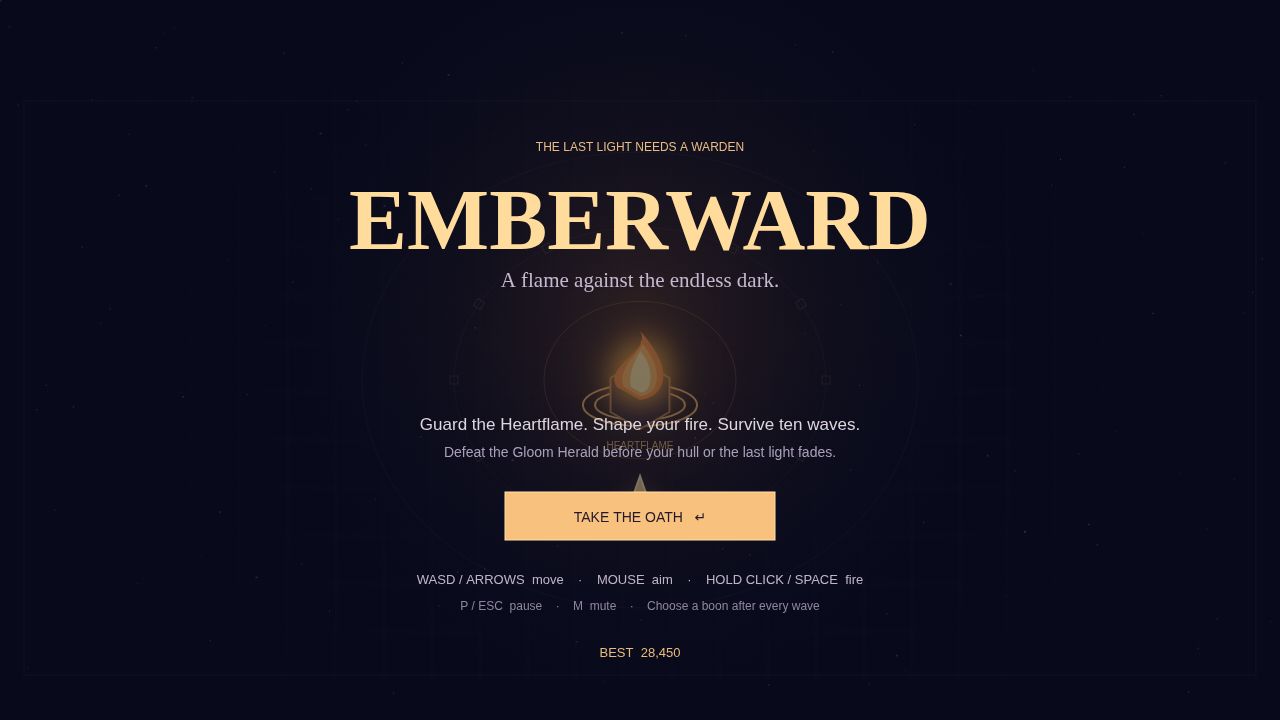 THE LAST LIGHT NEEDS A WARDEN
EMBERWARD
A flame against the endless dark.
Guard the Heartflame. Shape your fire. Survive ten waves.
HEARTFLAME
Defeat the Gloom Herald before your hull or the last light fades.
TAKE THE OATH ↵
WASD / ARROWS move · MOUSE aim · HOLD CLICK / SPACE fire
P / ESC pause · M mute · Choose a boon after every wave
BEST 28,450